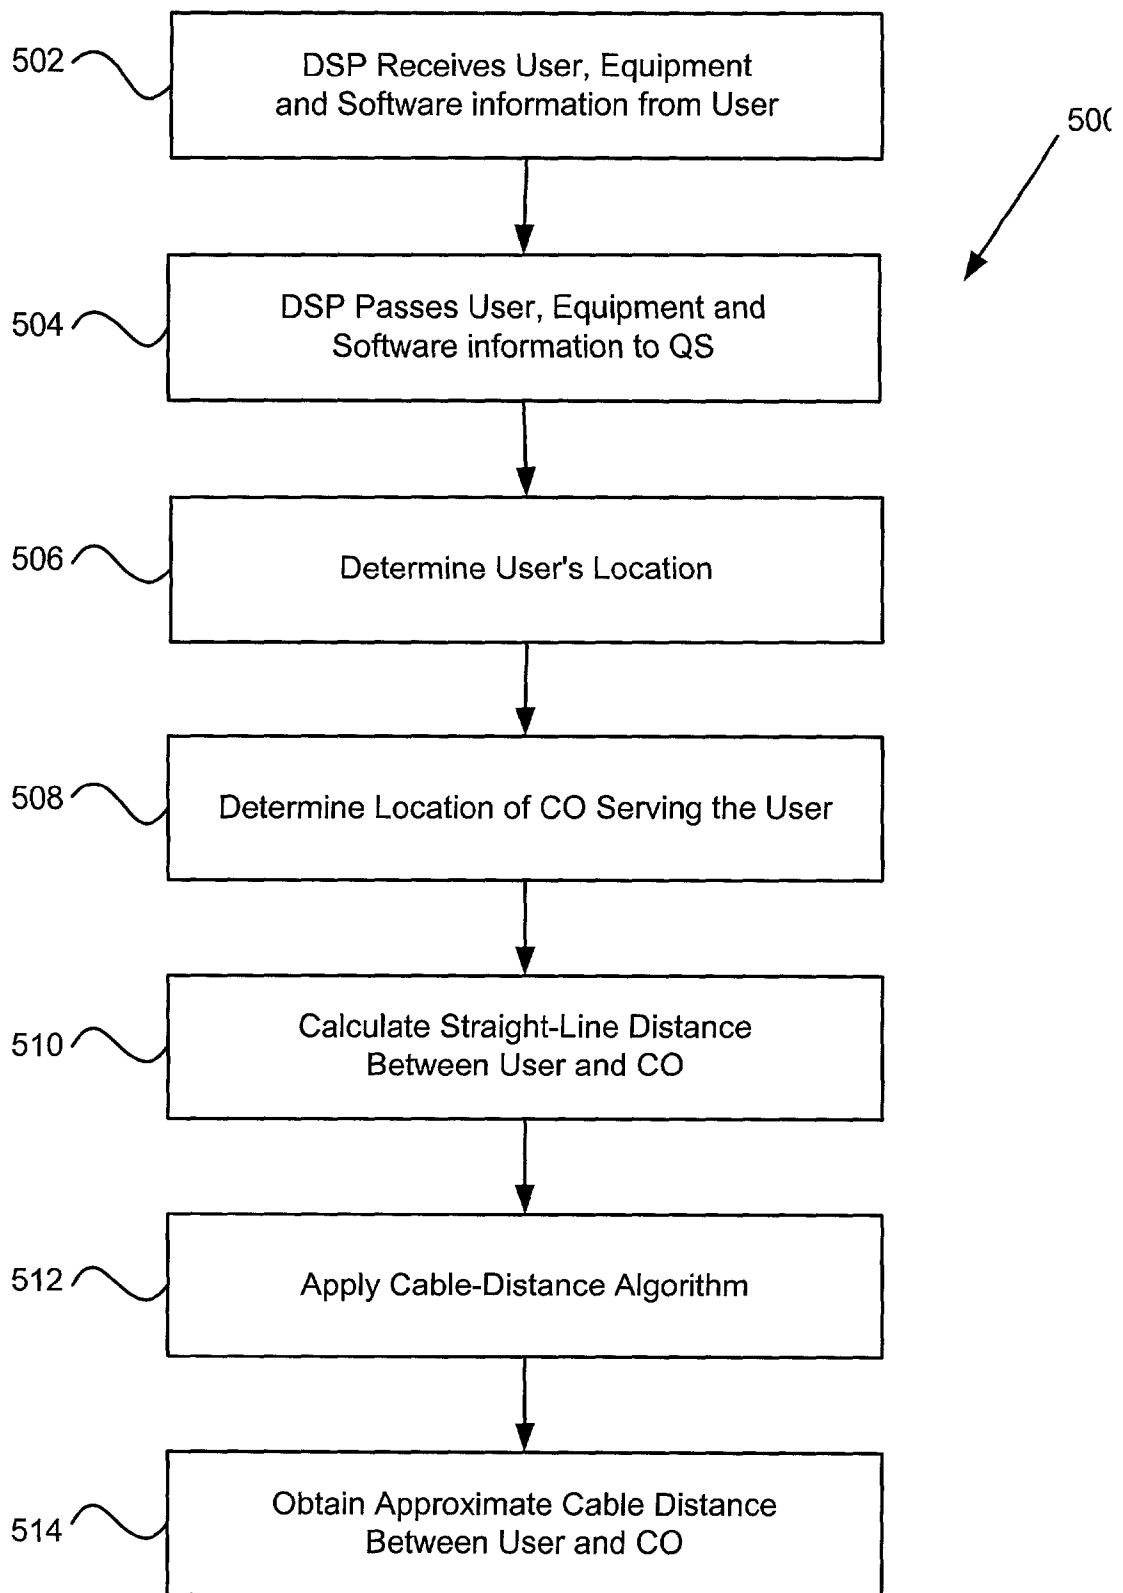 502
DSP Receives User, Equipment
and Software information from User
504
DSP Passes User, Equipment and
Software information to QS
506
Determine User's Location
508
Determine Location of CO Serving the User
510
Calculate Straight-Line Distance
Between User and CO
512
Apply Cable-Distance Algorithm
514
Obtain Approximate Cable Distance
Between User and CO